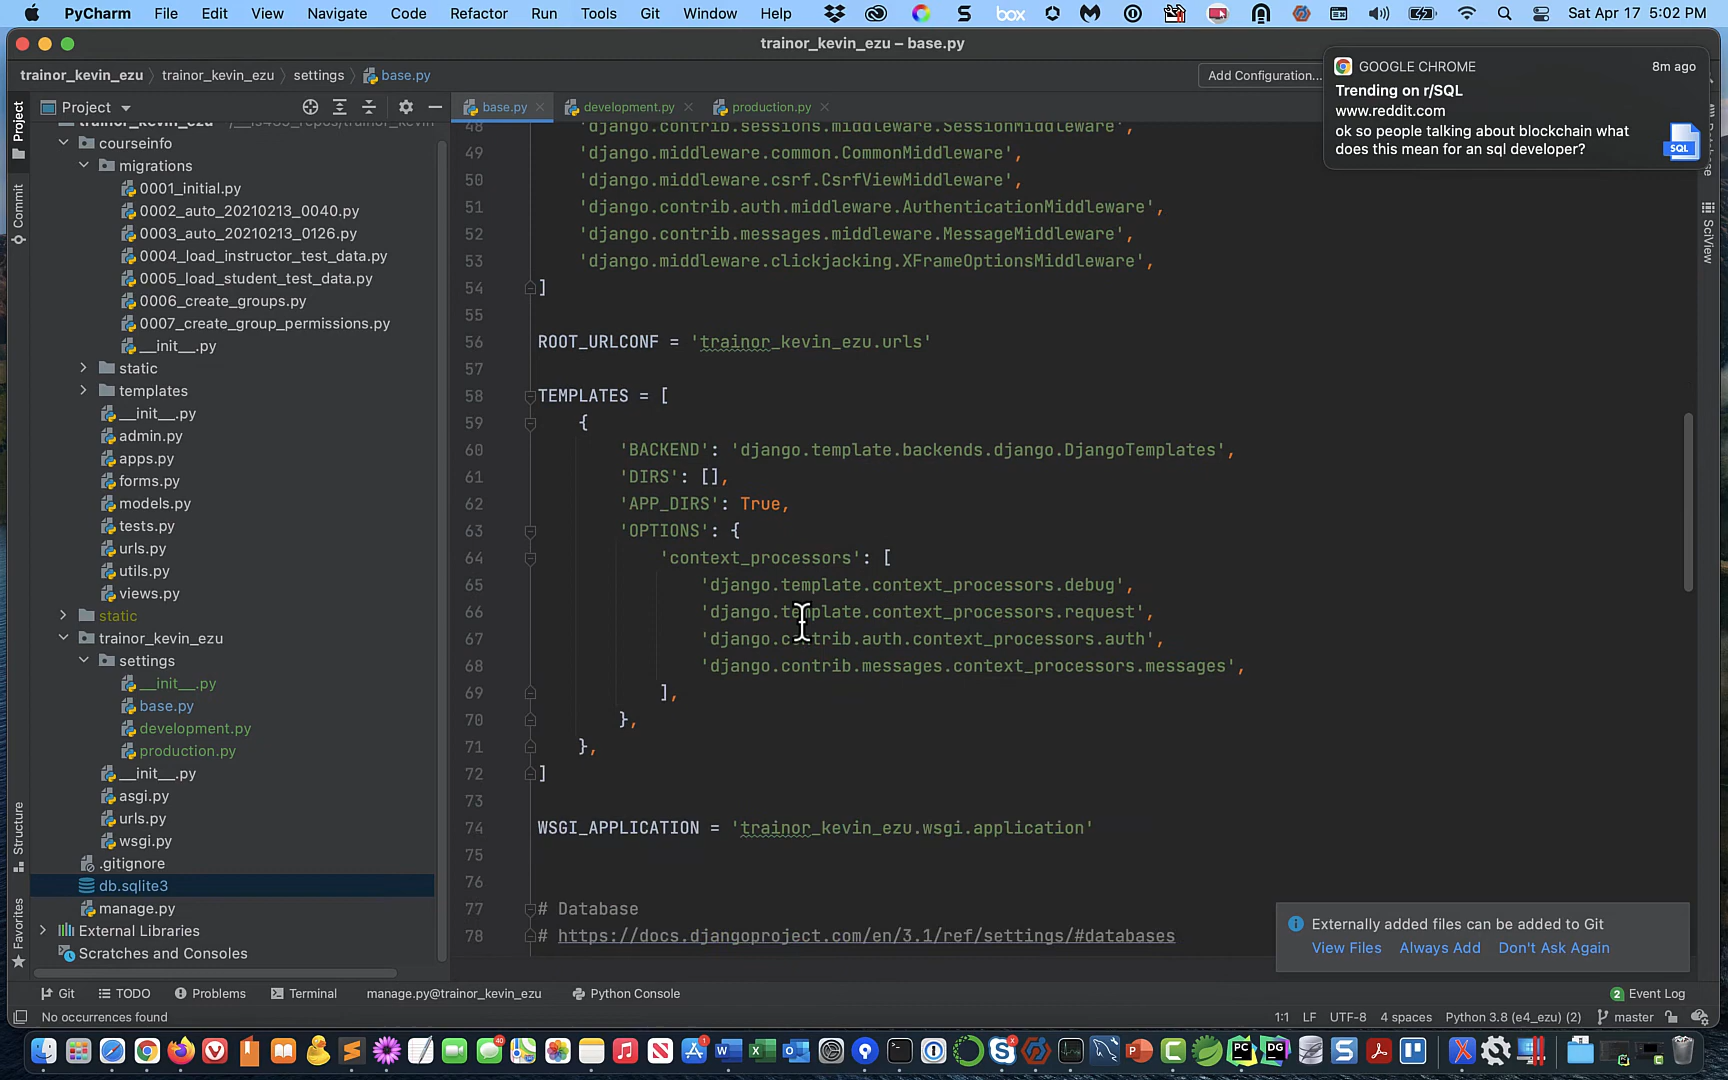 PyCharm File Edit View Navigate Code Refactor Run Tools Git Window Help box Sat Apr 17 5:02 PM
trainor_kevin_ezu – base.py
trainor_kevin_ezu 〉 trainor_kevin_ezu 〉 settings 〉 base.py Add Configuration...
GOOGLE CHROME 8m ago
Trending on r/SQL
www.reddit.com
ok so people talking about blockchain what
does this mean for an sql developer?
SQL
Project
base.py development.py production.py
Project
Commit
Structure
Favorites
courseinfo
migrations
0001_initial.py
0002_auto_20210213_0040.py
0003_auto_20210213_0126.py
0004_load_instructor_test_data.py
0005_load_student_test_data.py
0006_create_groups.py
0007_create_group_permissions.py
__init__.py
static
templates
__init__.py
admin.py
apps.py
forms.py
models.py
tests.py
urls.py
utils.py
views.py
static
trainor_kevin_ezu
settings
__init__.py
base.py
development.py
production.py
__init__.py
asgi.py
urls.py
wsgi.py
.gitignore
db.sqlite3
manage.py
External Libraries
Scratches and Consoles
48 'django.contrib.sessions.middleware.SessionMiddleware',
49 'django.middleware.common.CommonMiddleware',
50 'django.middleware.csrf.CsrfViewMiddleware',
51 'django.contrib.auth.middleware.AuthenticationMiddleware',
52 'django.contrib.messages.middleware.MessageMiddleware',
53 'django.middleware.clickjacking.XFrameOptionsMiddleware',
54 ]
55
56 ROOT_URLCONF = 'trainor_kevin_ezu.urls'
57
58 TEMPLATES = [
59 {
60 'BACKEND': 'django.template.backends.django.DjangoTemplates',
61 'DIRS': [],
62 'APP_DIRS': True,
63 'OPTIONS': {
64 'context_processors': [
65 'django.template.context_processors.debug',
66 'django.template.context_processors.request',
67 'django.contrib.auth.context_processors.auth',
68 'django.contrib.messages.context_processors.messages',
69 ],
70 },
71 },
72 ]
73
74 WSGI_APPLICATION = 'trainor_kevin_ezu.wsgi.application'
75
76
77 # Database
78 # https://docs.djangoproject.com/en/3.1/ref/settings/#databases
SciView
Externally added files can be added to Git
View Files Always Add Don't Ask Again
Git TODO Problems Terminal manage.py@trainor_kevin_ezu Python Console 2 Event Log
No occurrences found 1:1 LF UTF-8 4 spaces Python 3.8 (e4_ezu) (2) master